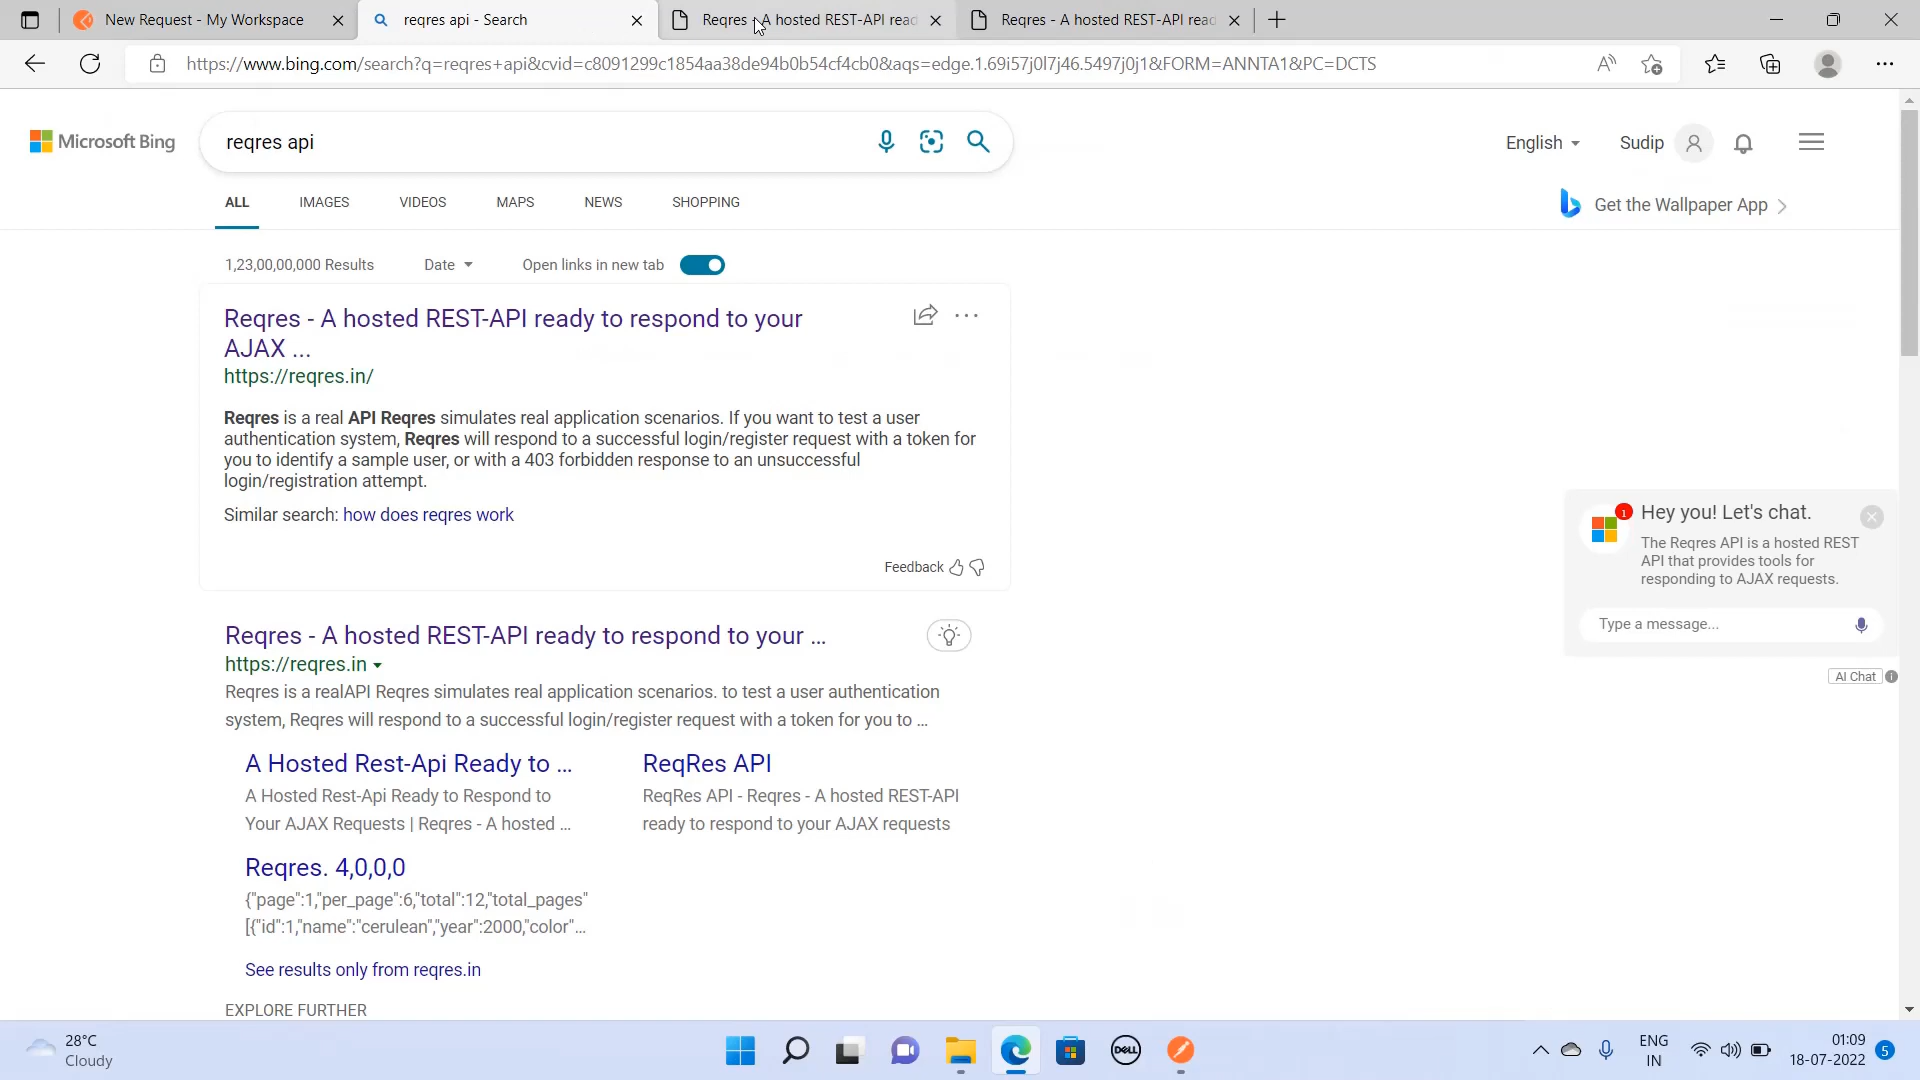 New Request - My Workspace
reqres api - Search
Reqres - A hosted REST-API read
Reqres - A hosted REST-API read
https://www.bing.com/search?q=reqres+api&cvid=c8091299c1854aa38de94b0b54cf4cb0&aqs=edge.1.69i57j0l7j46.5497j0j1&FORM=ANNTA1&PC=DCTS
Microsoft Bing
reqres api
English
Sudip
ALL
IMAGES
VIDEOS
MAPS
NEWS
SHOPPING
Get the Wallpaper App
1,23,00,00,000 Results
Date
Open links in new tab
Reqres - A hosted REST-API ready to respond to your
AJAX ...
https://reqres.in/
Reqres is a real API Reqres simulates real application scenarios. If you want to test a user
authentication system, Reqres will respond to a successful login/register request with a token for
you to identify a sample user, or with a 403 forbidden response to an unsuccessful
login/registration attempt.
Similar search: how does reqres work
Feedback
Reqres - A hosted REST-API ready to respond to your ...
https://reqres.in
Reqres is a realAPI Reqres simulates real application scenarios. to test a user authentication
system, Reqres will respond to a successful login/register request with a token for you to ...
A Hosted Rest-Api Ready to ...
A Hosted Rest-Api Ready to Respond to
Your AJAX Requests | Reqres - A hosted ...
ReqRes API
ReqRes API - Reqres - A hosted REST-API
ready to respond to your AJAX requests
Reqres. 4,0,0,0
{"page":1,"per_page":6,"total":12,"total_pages"
[{"id":1,"name":"cerulean","year":2000,"color"...
See results only from reqres.in
EXPLORE FURTHER
1
Hey you! Let's chat.
The Reqres API is a hosted REST
API that provides tools for
responding to AJAX requests.
Type a message...
AI Chat
28°C
Cloudy
DELL
ENG
IN
01:09
18-07-2022
5